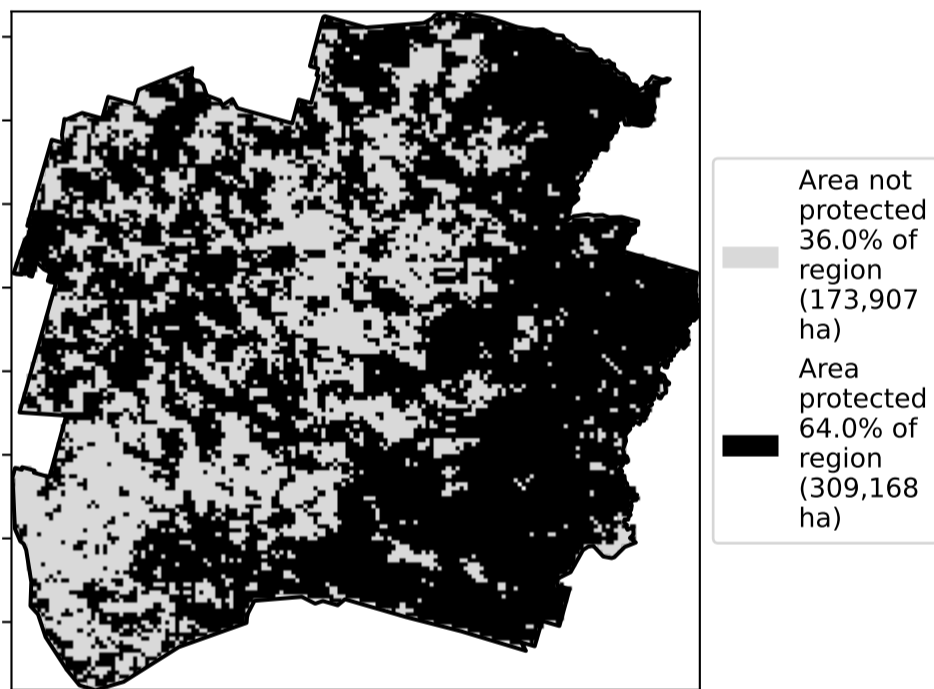 Area not
protected
36.0% of
region
(173,907
ha)
Area
protected
64.0% of
region
(309,168
ha)